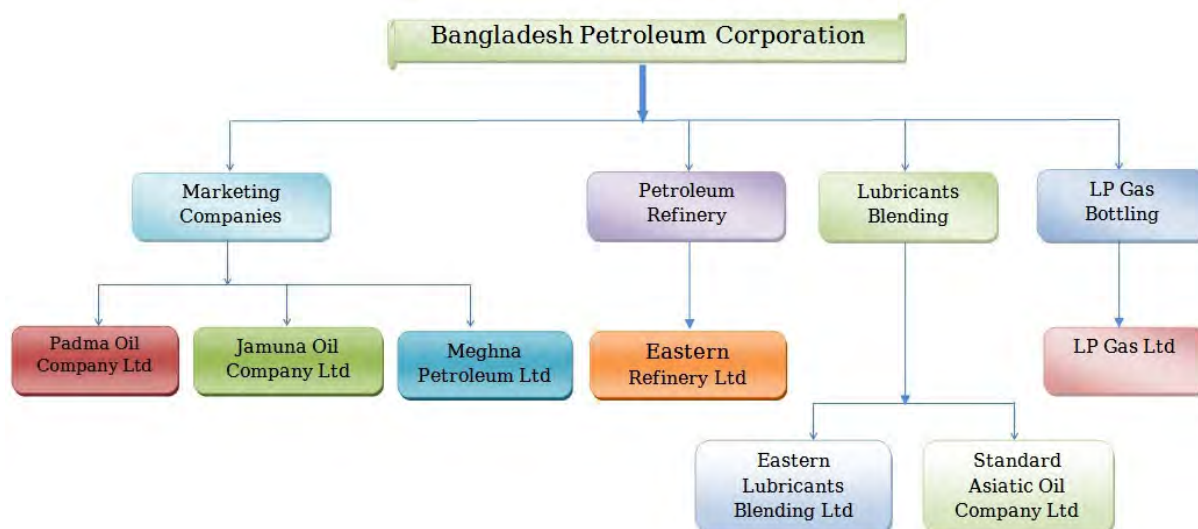 Bangladesh Petroleum Corporation
Marketing
Companies
Petroleum
Refinery
Lubricants
Blending
LP Gas
Bottling
Padma Oil
Company Ltd
Jamuna Oil
Company Ltd
Meghna
Petroleum Ltd
Eastern
Refinery Ltd
LP Gas Ltd
Eastern
Lubricants
Blending Ltd
Standard
Asiatic Oil
Company Ltd